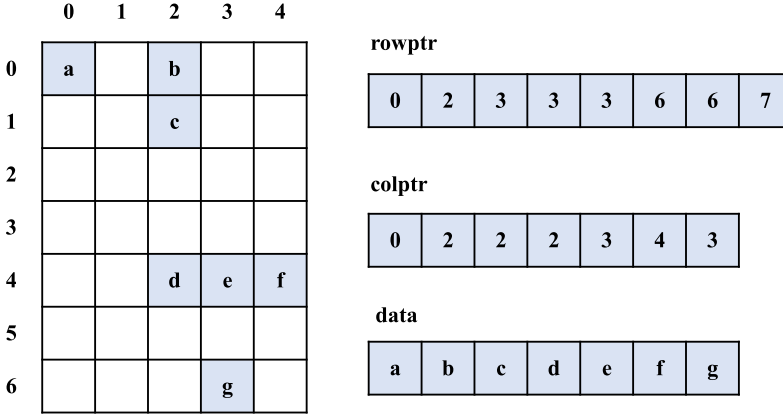 0 1 2 3 4
0 a b
1 c
2
3
4 d e f
5
6 g
rowptr
0 2 3 3 3 6 6 7
colptr
0 2 2 2 3 4 3
data
a b c d e f g